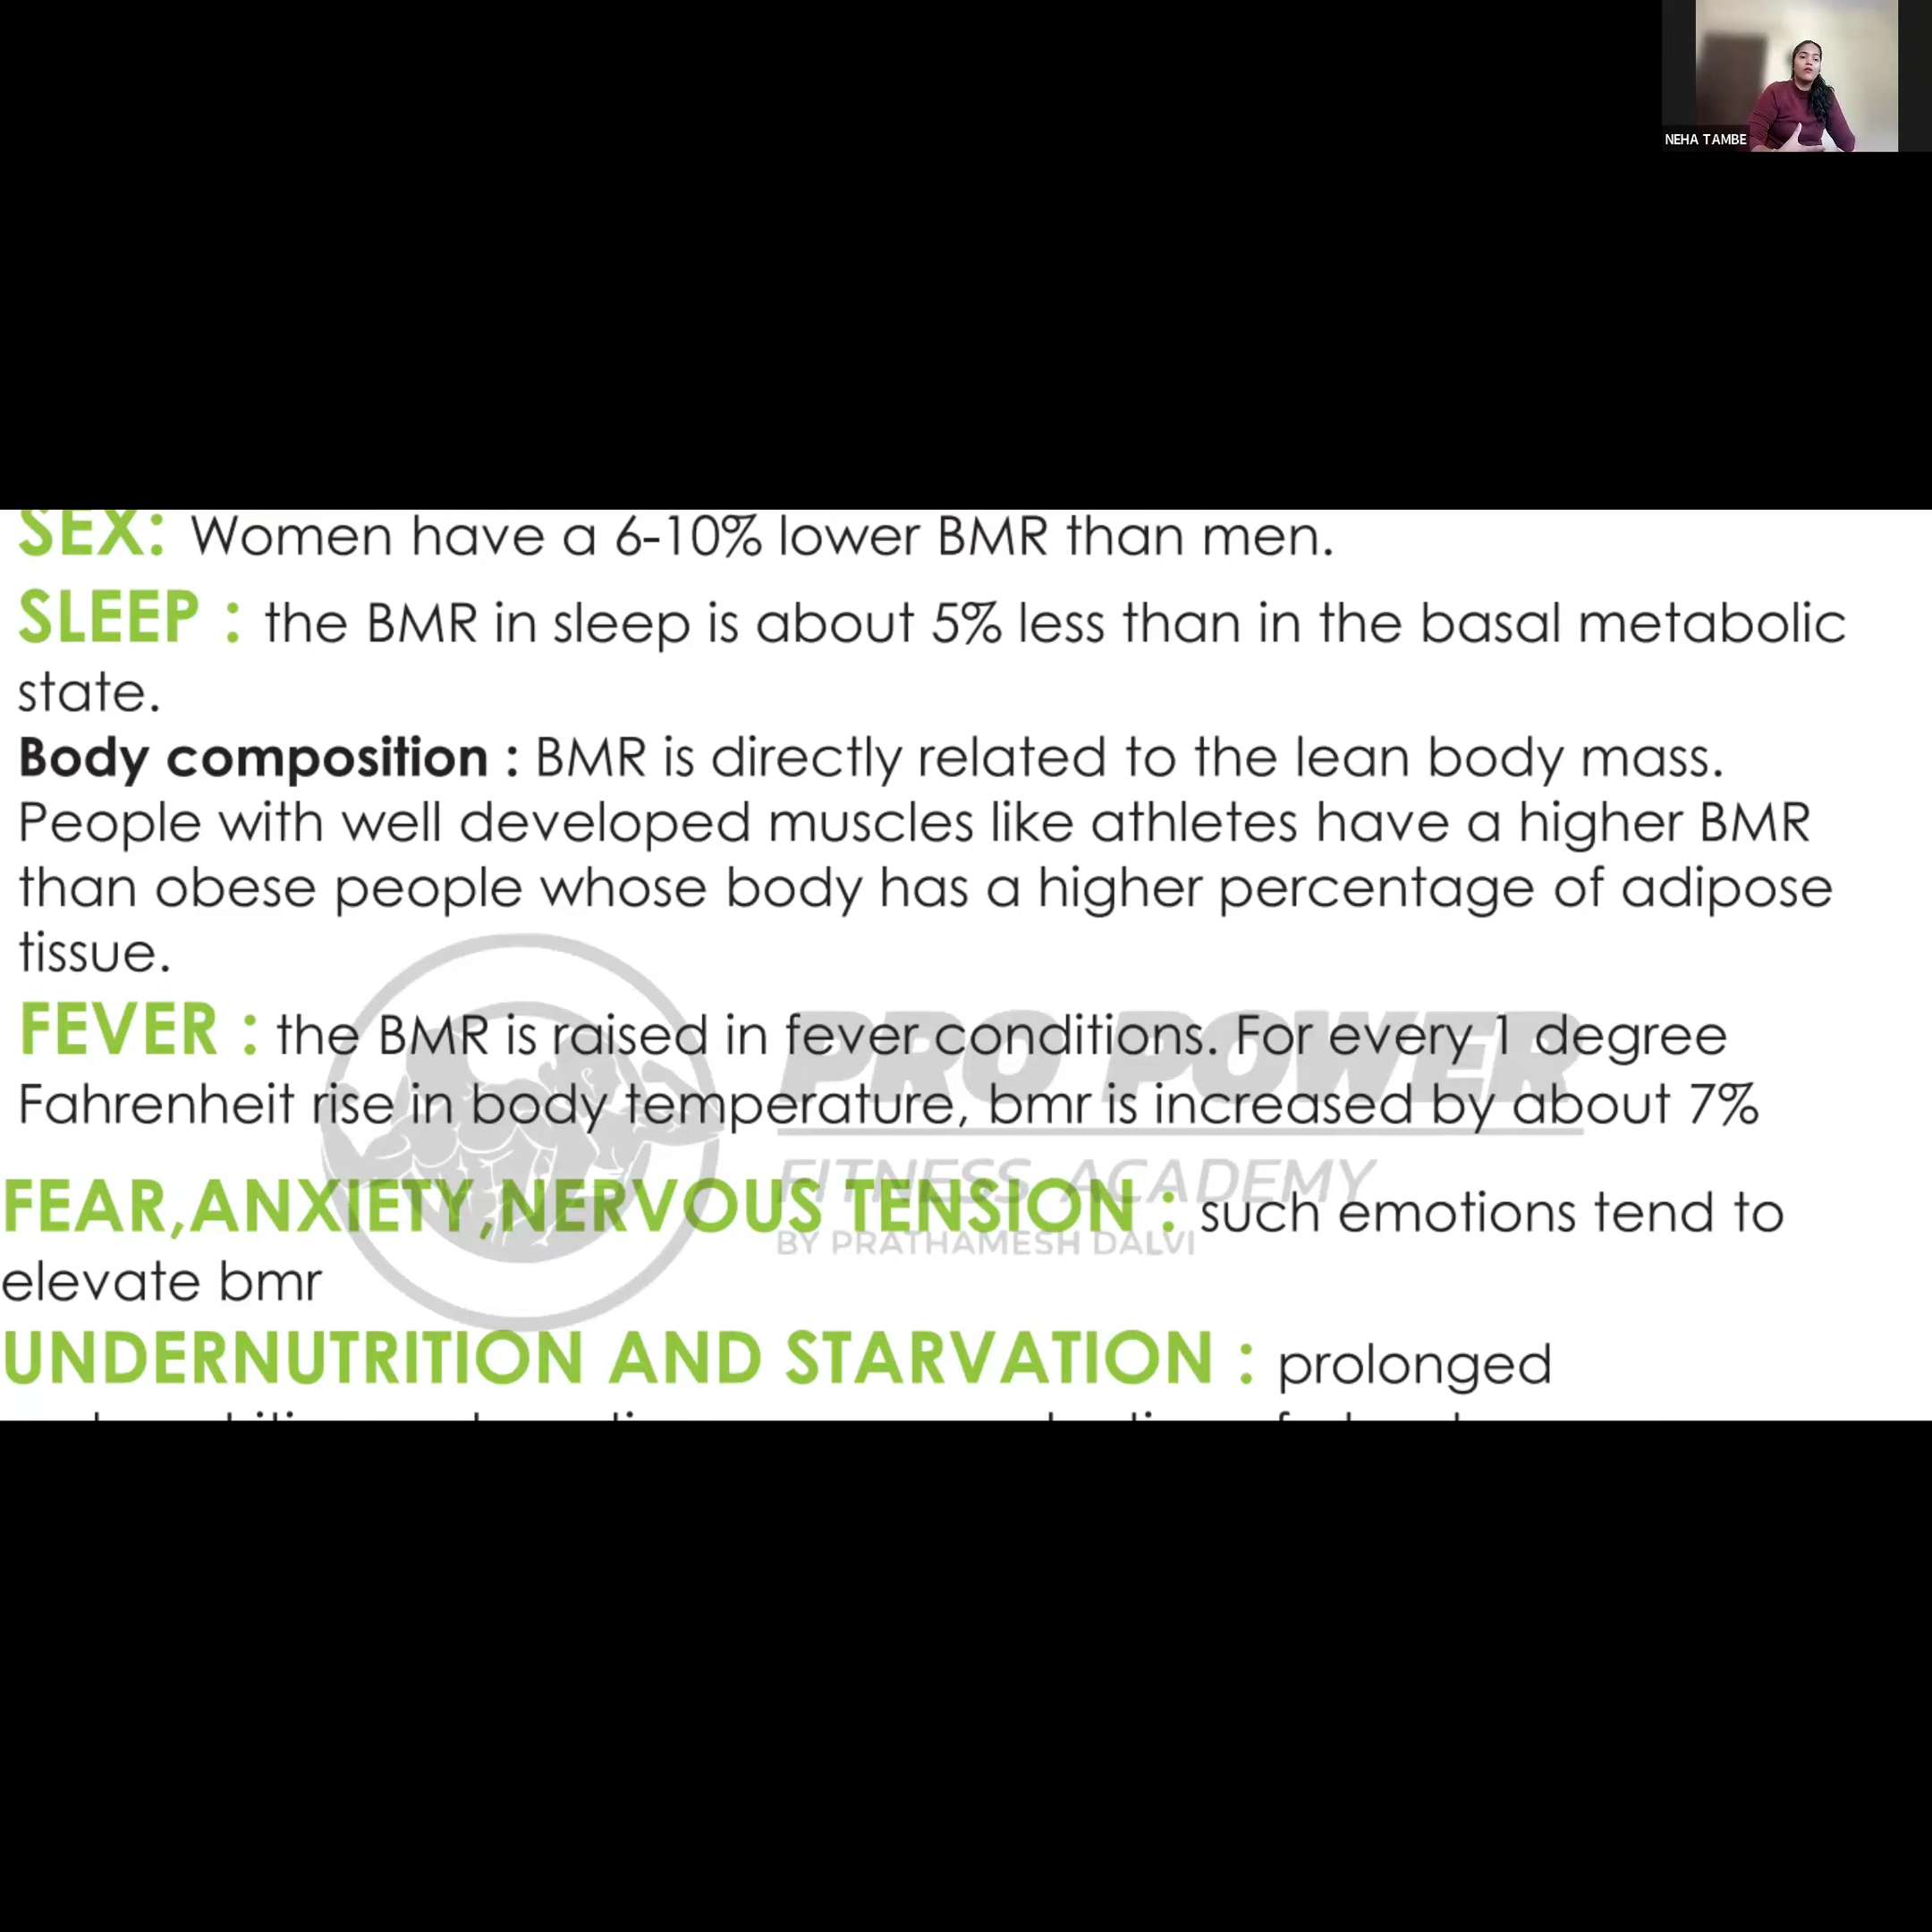 NEHA TAMBE
SEX: Women have a 6-10% lower BMR than men.
SLEEP : the BMR in sleep is about 5% less than in the basal metabolic
state.
Body composition : BMR is directly related to the lean body mass.
People with well developed muscles like athletes have a higher BMR
than obese people whose body has a higher percentage of adipose
tissue.
FEVER : the BMR is raised in fever conditions. For every 1 degree
Fahrenheit rise in body temperature, bmr is increased by about 7%
PRO POWER
FITNESS ACADEMY
BY PRATHAMESH DALVI
FEAR,ANXIETY,NERVOUS TENSION : such emotions tend to
elevate bmr
UNDERNUTRITION AND STARVATION : prolonged